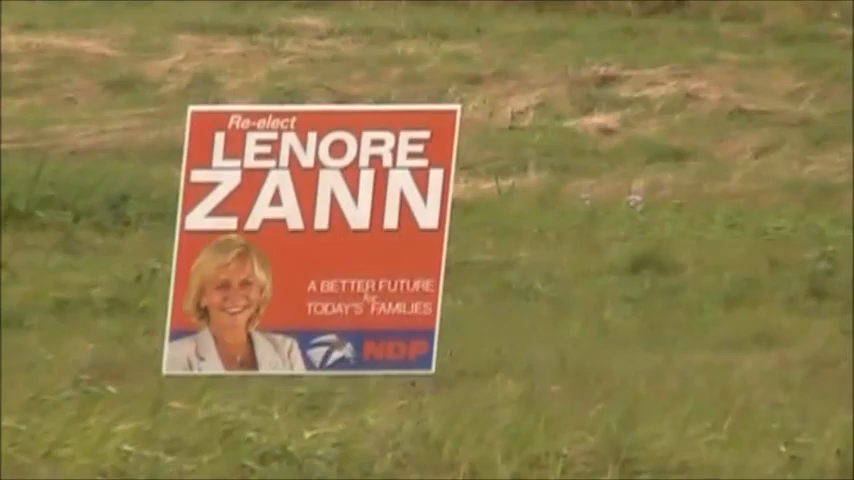 Re-elect
LENORE
ZANN
A BETTER FUTURE
for
TODAY'S FAMILIES
NDP